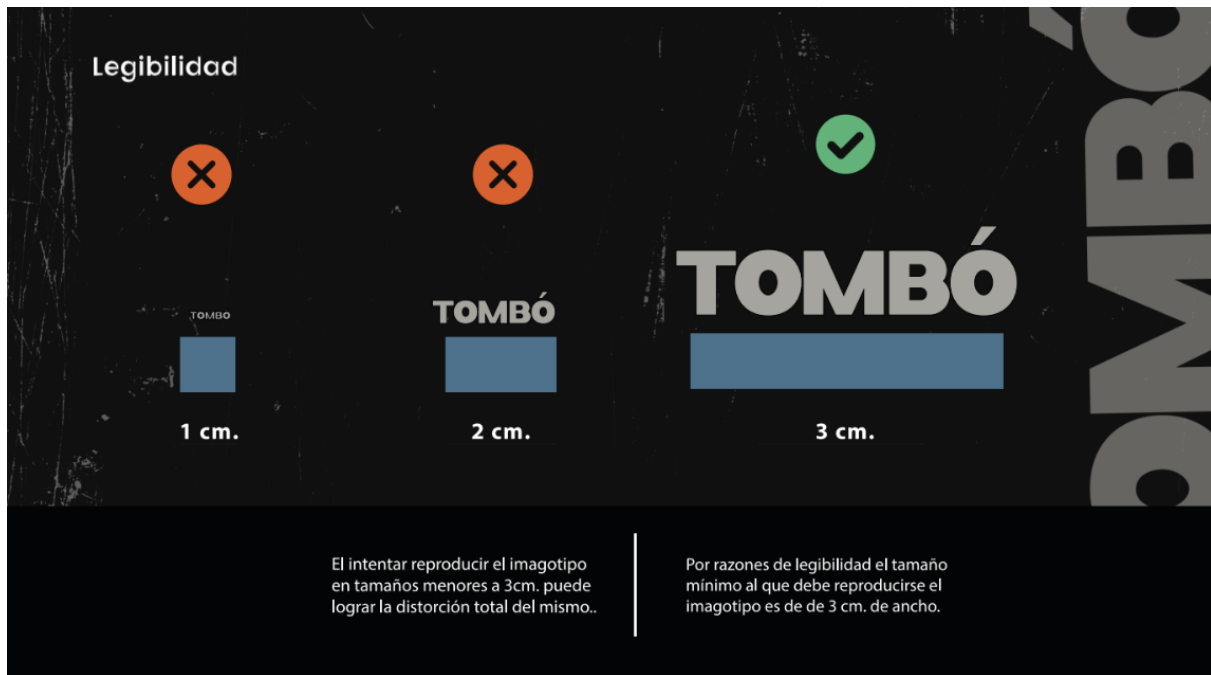 Legibilidad
TOMBO
TOMBÓ
TOMBÓ
1 cm.
2 cm.
3 cm.
El intentar reproducir el imagotipo
en tamaños menores a 3cm. puede
lograr la distorción total del mismo..
Por razones de legibilidad el tamaño
mínimo al que debe reproducirse el
imagotipo es de de 3 cm. de ancho.
OMBÓ